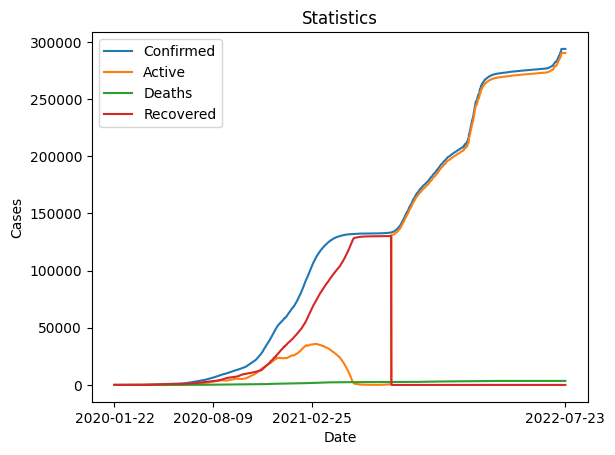 Statistics
Cases
300000
250000
200000
150000
100000
50000
0
Confirmed
Active
Deaths
Recovered
2020-01-22 2020-08-09 2021-02-25 2022-07-23
Date